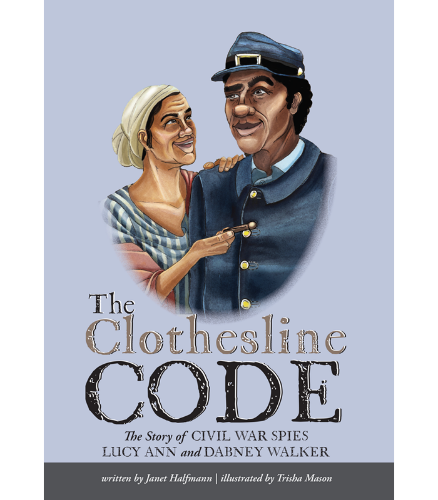 The
Clothesline
CODE
The Story of CIVIL WAR SPIES
LUCY ANN and DABNEY WALKER
written by Janet Halfmann | illustrated by Trisha Mason